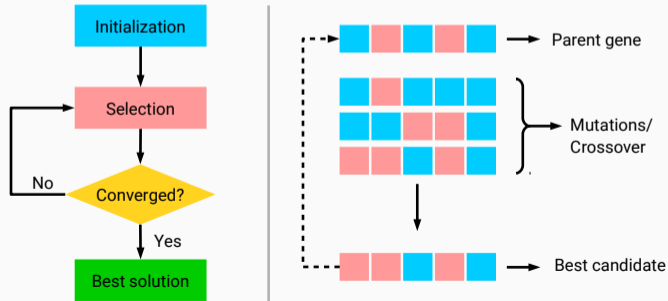 Initialization
Selection
No
Converged?
Yes
Best solution
Parent gene
Mutations/
Crossover
Best candidate